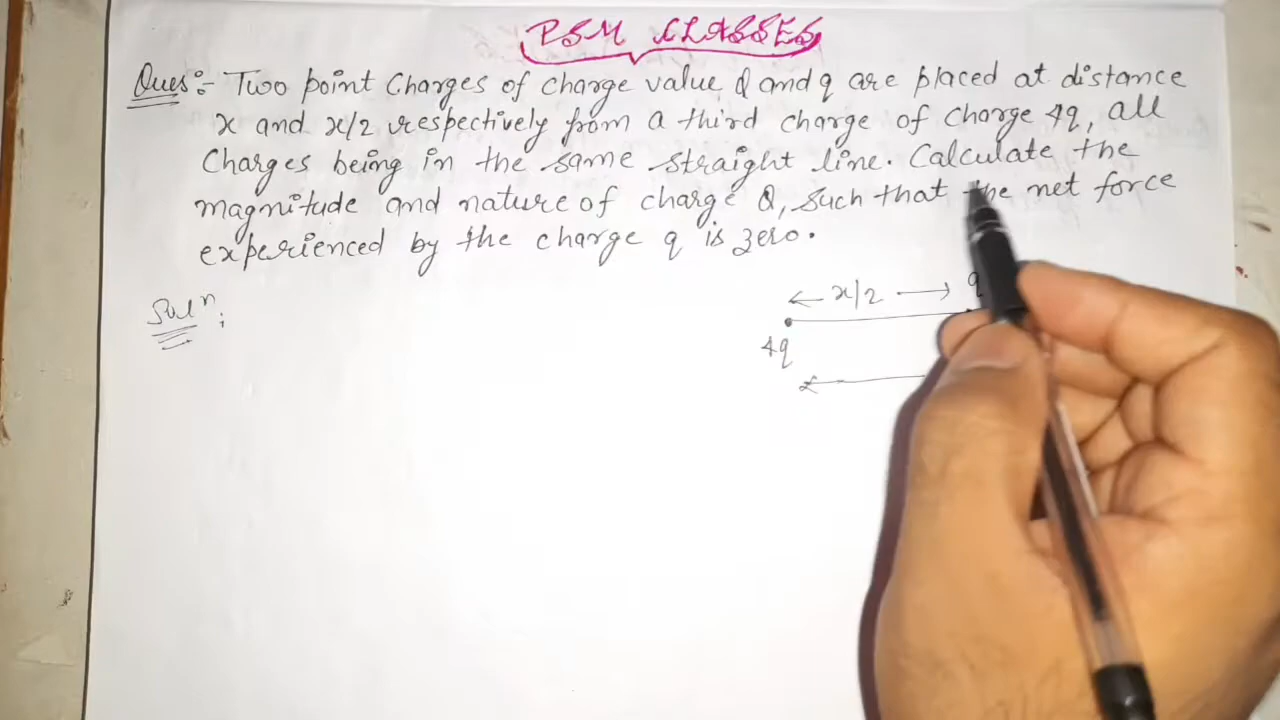 PSM CLASSES
Ques:- Two point Charges of charge value Q and q are placed at distance
x and x/2 respectively from a third charge of charge 4q, all
Charges being in the same straight line. Calculate the
magnitude and nature of charge Q, such that the net force
experienced by the charge q is zero.
Solⁿ:
x/2 q
4q